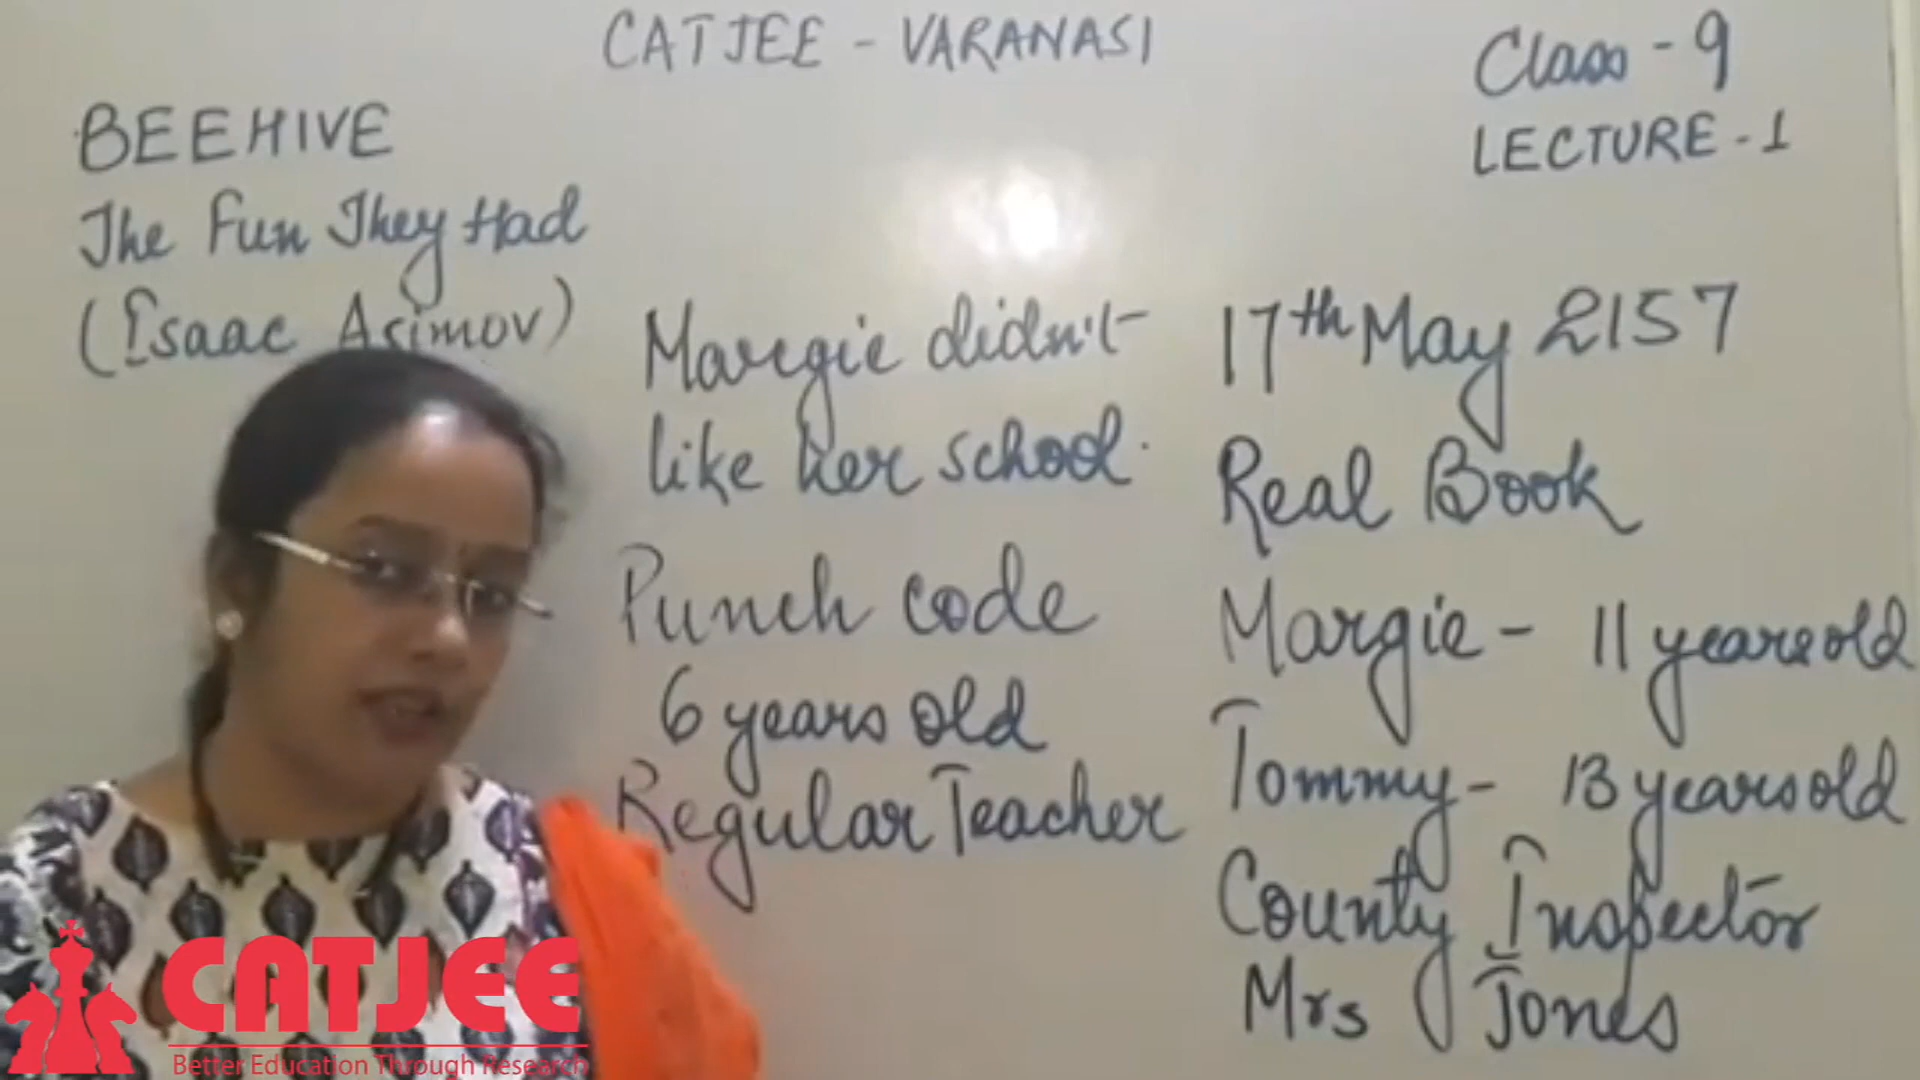 CATJEE - VARANASI
Class - 9
LECTURE - 1
BEEHIVE
The Fun They Had
(Isaac Asimov)
Margie didn't
like her school.
Punch code
6 years old
Regular Teacher
17th May 2157
Real Book
Margie - 11 years old
Tommy - 13 years old
County Inspector
Mrs Jones
CATJEE
Better Education Through Research